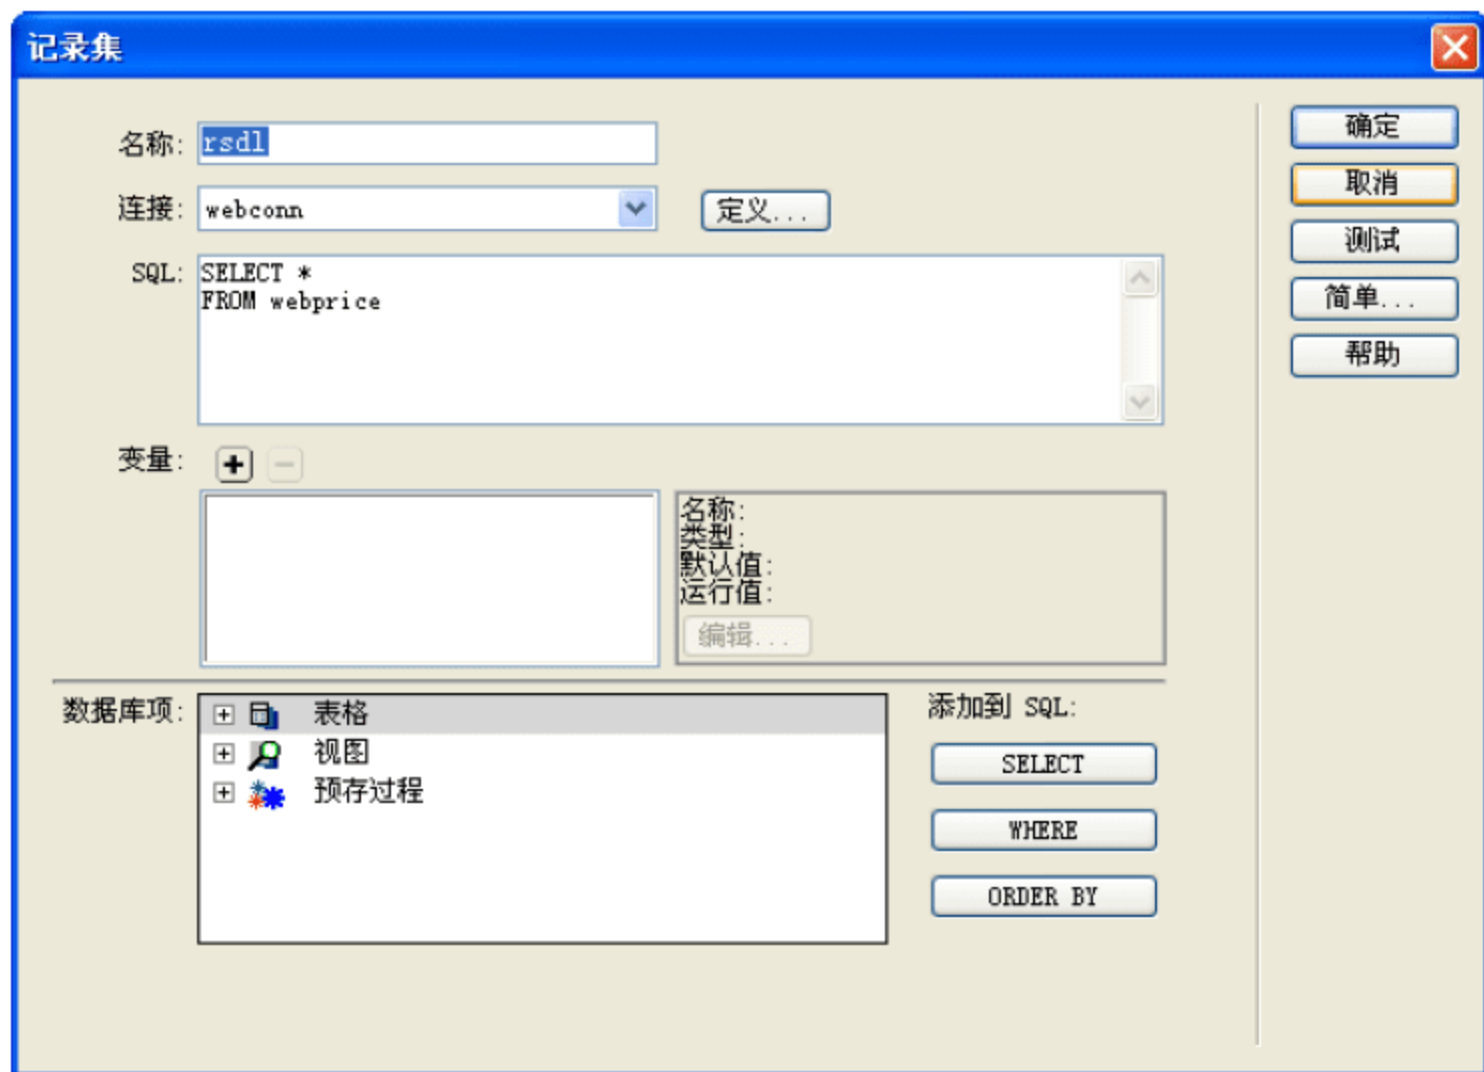 记录集
名称: rsdl
连接: webconn 定义...
SQL: SELECT *
FROM webprice
变量:
名称:
类型:
默认值:
运行值:
编辑...
数据库项: 表格
视图
预存过程
添加到 SQL:
SELECT
WHERE
ORDER BY
确定
取消
测试
简单...
帮助